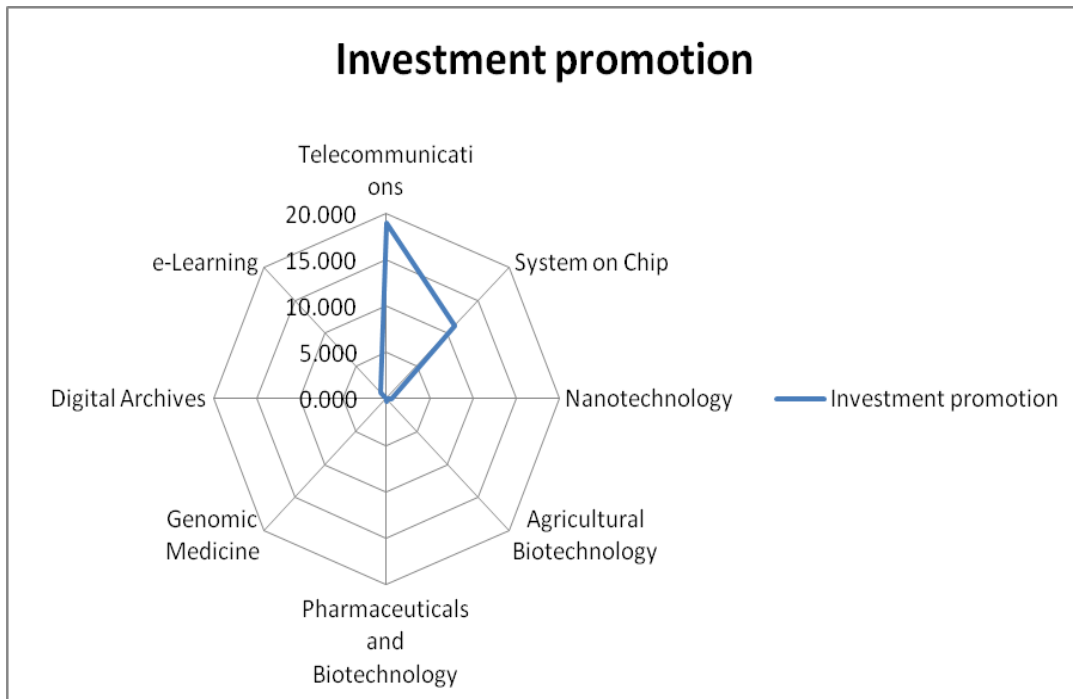 Investment promotion
Telecommunicati
ons
20.000
15.000
10.000
5.000
0.000
e-Learning
System on Chip
Digital Archives
Nanotechnology
Investment promotion
Genomic
Medicine
Agricultural
Biotechnology
Pharmaceuticals
and
Biotechnology